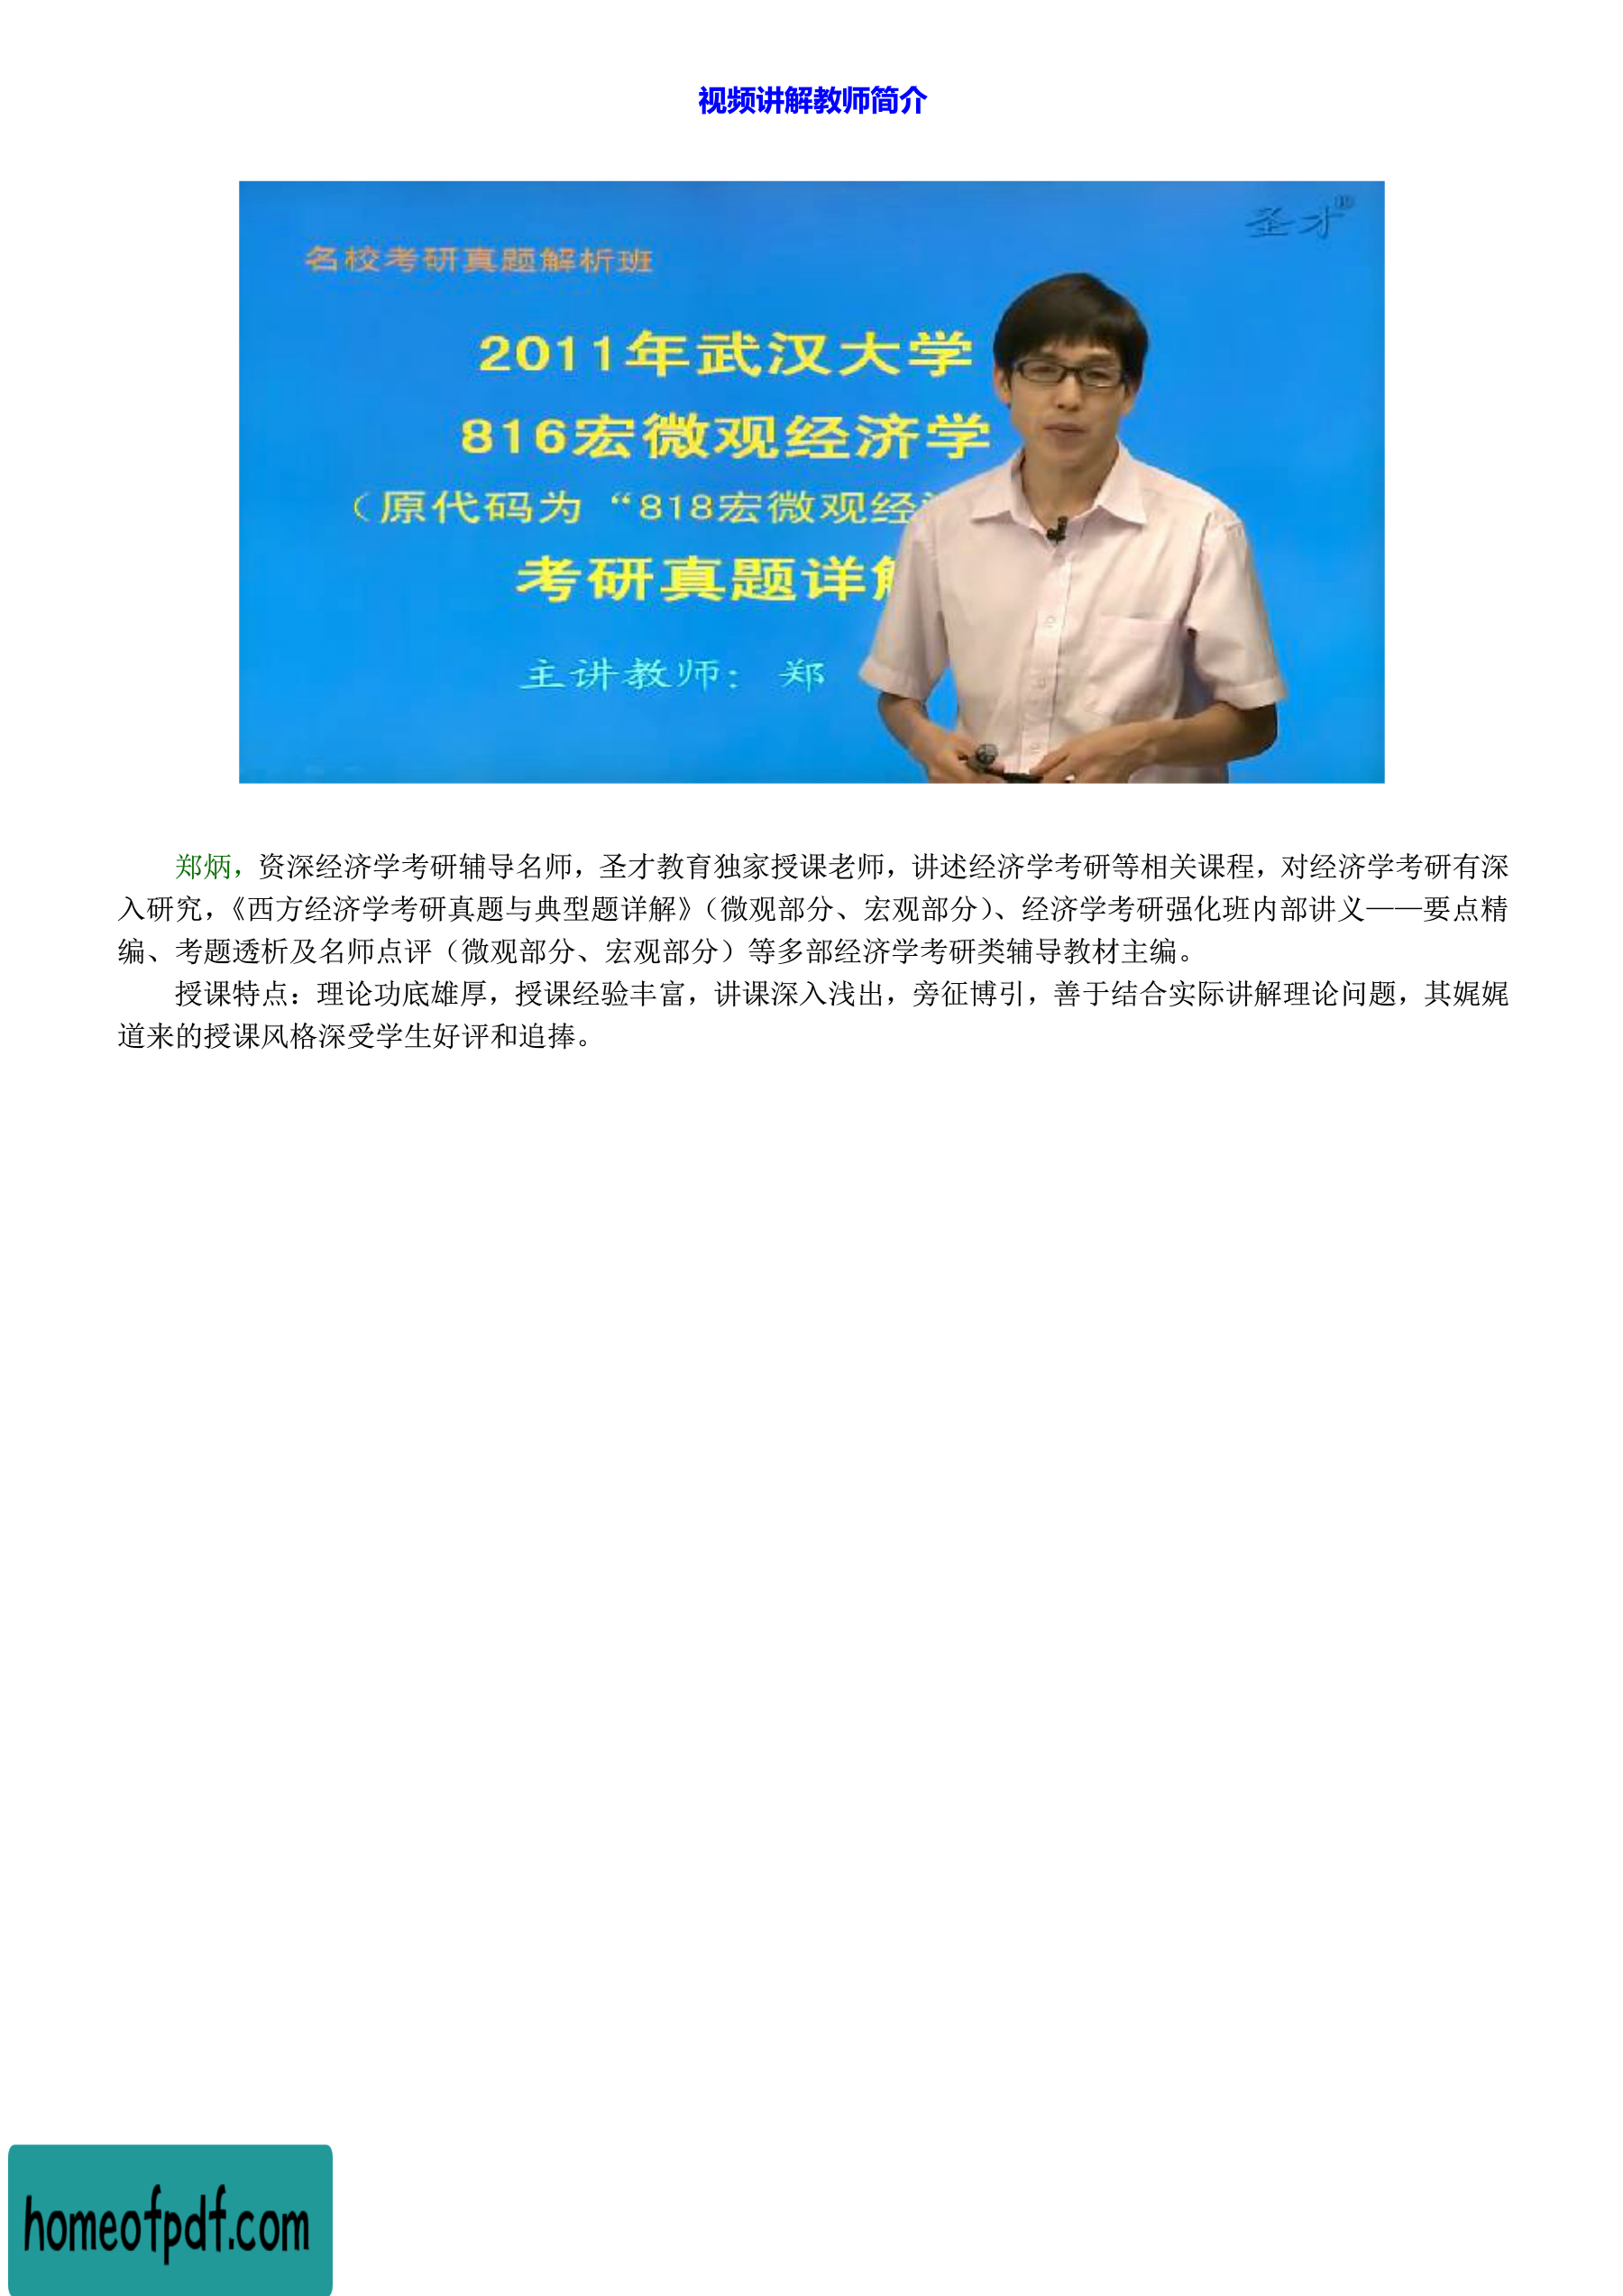 视频讲解教师简介
圣才®
名校考研真题解析班
2011年武汉大学
816宏微观经济学
（原代码为“818宏微观经
考研真题详
主讲教师： 郑
郑炳，资深经济学考研辅导名师，圣才教育独家授课老师，讲述经济学考研等相关课程，对经济学考研有深
入研究，《西方经济学考研真题与典型题详解》（微观部分、宏观部分）、经济学考研强化班内部讲义——要点精
编、考题透析及名师点评（微观部分、宏观部分）等多部经济学考研类辅导教材主编。
授课特点：理论功底雄厚，授课经验丰富，讲课深入浅出，旁征博引，善于结合实际讲解理论问题，其娓娓
道来的授课风格深受学生好评和追捧。
homeofpdf.com